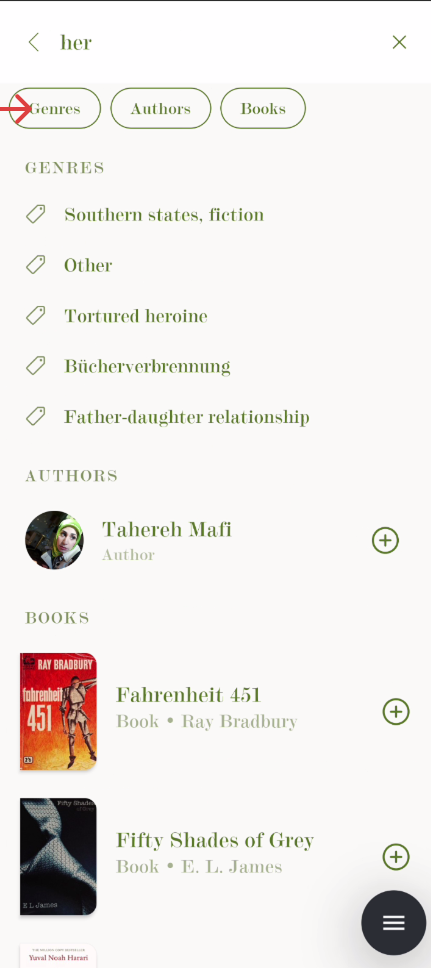 her
Genres
Authors
Books
GENRES
Southern states, fiction
Other
Tortured heroine
Bücherverbrennung
Father-daughter relationship
AUTHORS
Tahereh Mafi
Author
BOOKS
RAY BRADBURY
fahrenheit
451
Fahrenheit 451
Book • Ray Bradbury
Fifty Shades
of Grey
E L James
Fifty Shades of Grey
Book • E. L. James
Yuval Noah Harari